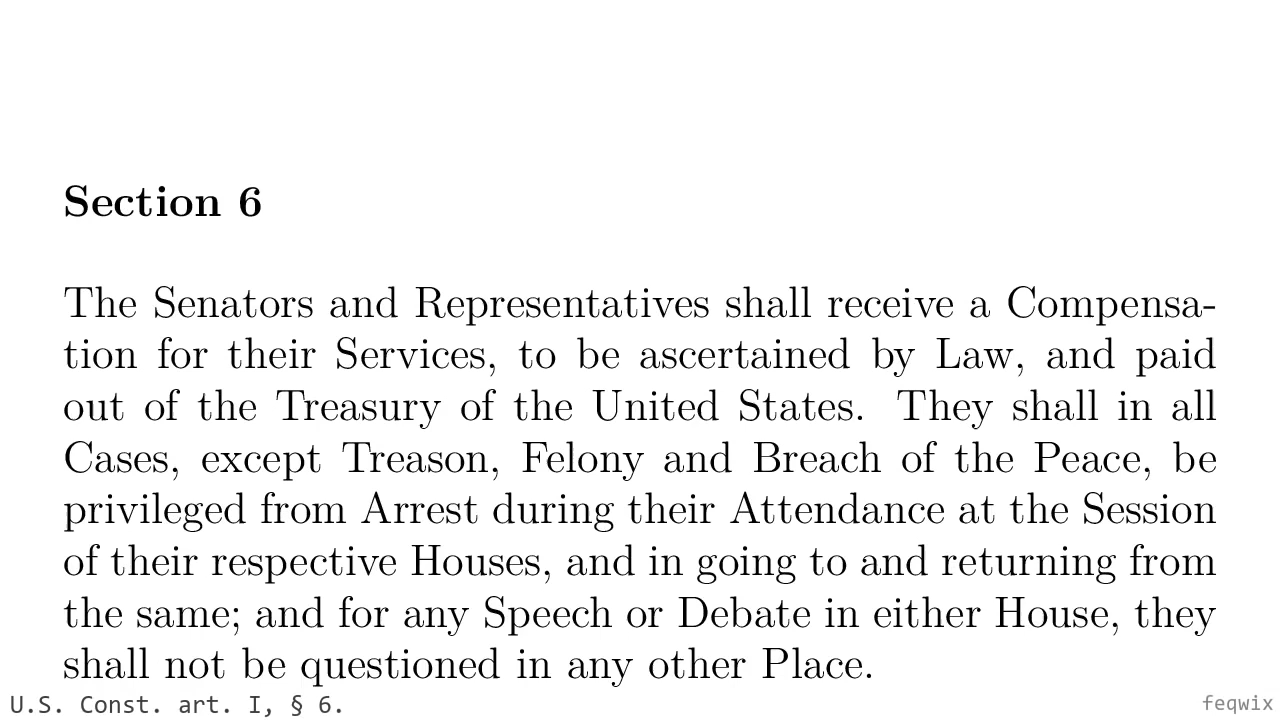 Section 6
The Senators and Representatives shall receive a Compensa-
tion for their Services, to be ascertained by Law, and paid
out of the Treasury of the United States. They shall in all
Cases, except Treason, Felony and Breach of the Peace, be
privileged from Arrest during their Attendance at the Session
of their respective Houses, and in going to and returning from
the same; and for any Speech or Debate in either House, they
shall not be questioned in any other Place.
U.S. Const. art. I, § 6.
feqwix